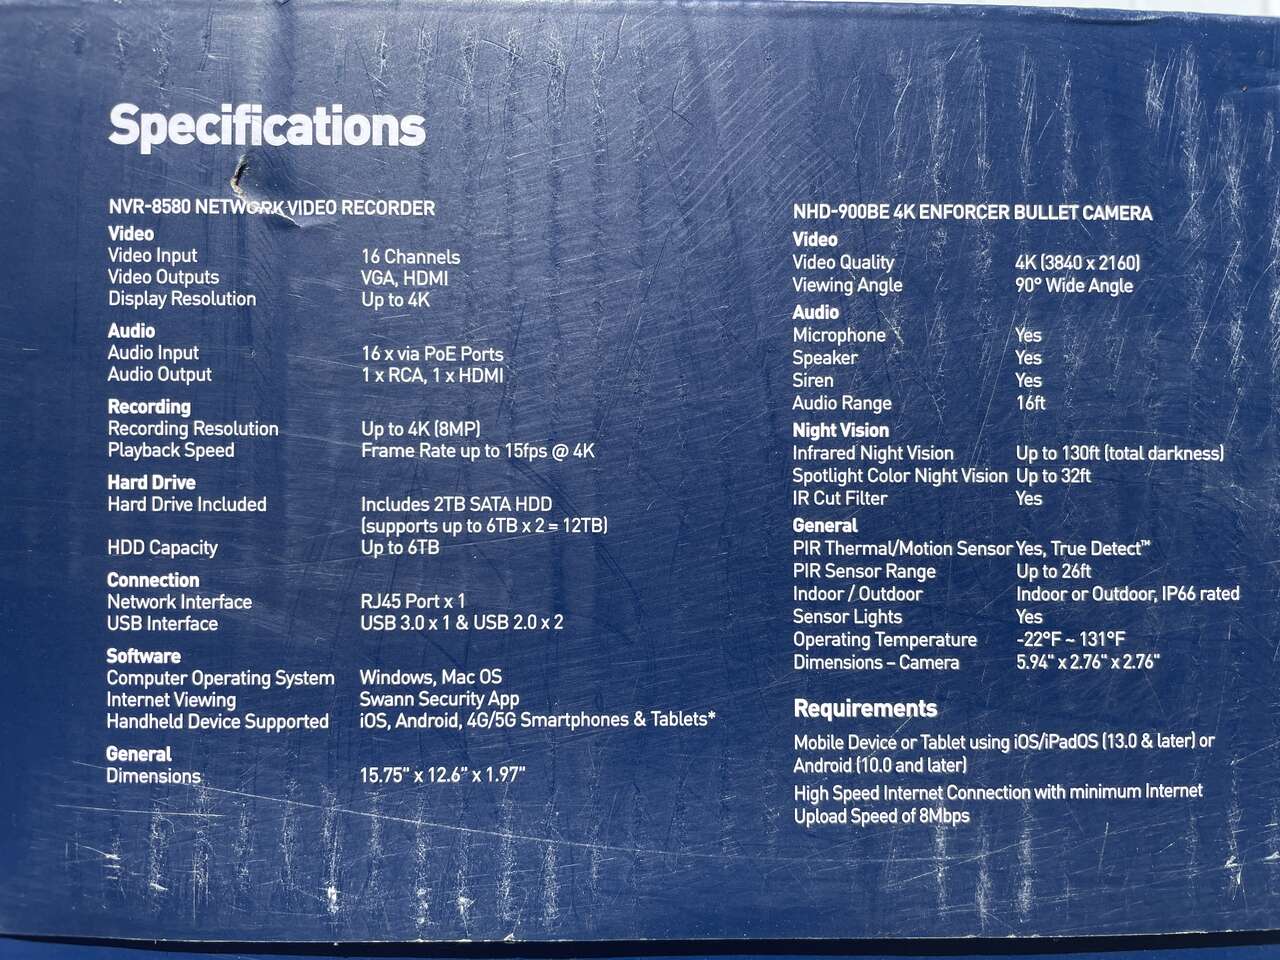 Specifications
NVR-8580 NETWORK VIDEO RECORDER
Video
Video Input 16 Channels
Video Outputs VGA, HDMI
Display Resolution Up to 4K
Audio
Audio Input 16 x via PoE Ports
Audio Output 1 x RCA, 1 x HDMI
Recording
Recording Resolution Up to 4K (8MP)
Playback Speed Frame Rate up to 15fps @ 4K
Hard Drive
Hard Drive Included Includes 2TB SATA HDD
(supports up to 6TB x 2 = 12TB)
HDD Capacity Up to 6TB
Connection
Network Interface RJ45 Port x 1
USB Interface USB 3.0 x 1 & USB 2.0 x 2
Software
Computer Operating System Windows, Mac OS
Internet Viewing Swann Security App
Handheld Device Supported iOS, Android, 4G/5G Smartphones & Tablets*
General
Dimensions 15.75" x 12.6" x 1.97"
NHD-900BE 4K ENFORCER BULLET CAMERA
Video
Video Quality 4K (3840 x 2160)
Viewing Angle 90° Wide Angle
Audio
Microphone Yes
Speaker Yes
Siren Yes
Audio Range 16ft
Night Vision
Infrared Night Vision Up to 130ft (total darkness)
Spotlight Color Night Vision Up to 32ft
IR Cut Filter Yes
General
PIR Thermal/Motion Sensor Yes, True Detect™
PIR Sensor Range Up to 26ft
Indoor / Outdoor Indoor or Outdoor, IP66 rated
Sensor Lights Yes
Operating Temperature -22°F ~ 131°F
Dimensions – Camera 5.94" x 2.76" x 2.76"
Requirements
Mobile Device or Tablet using iOS/iPadOS (13.0 & later) or
Android (10.0 and later)
High Speed Internet Connection with minimum Internet
Upload Speed of 8Mbps